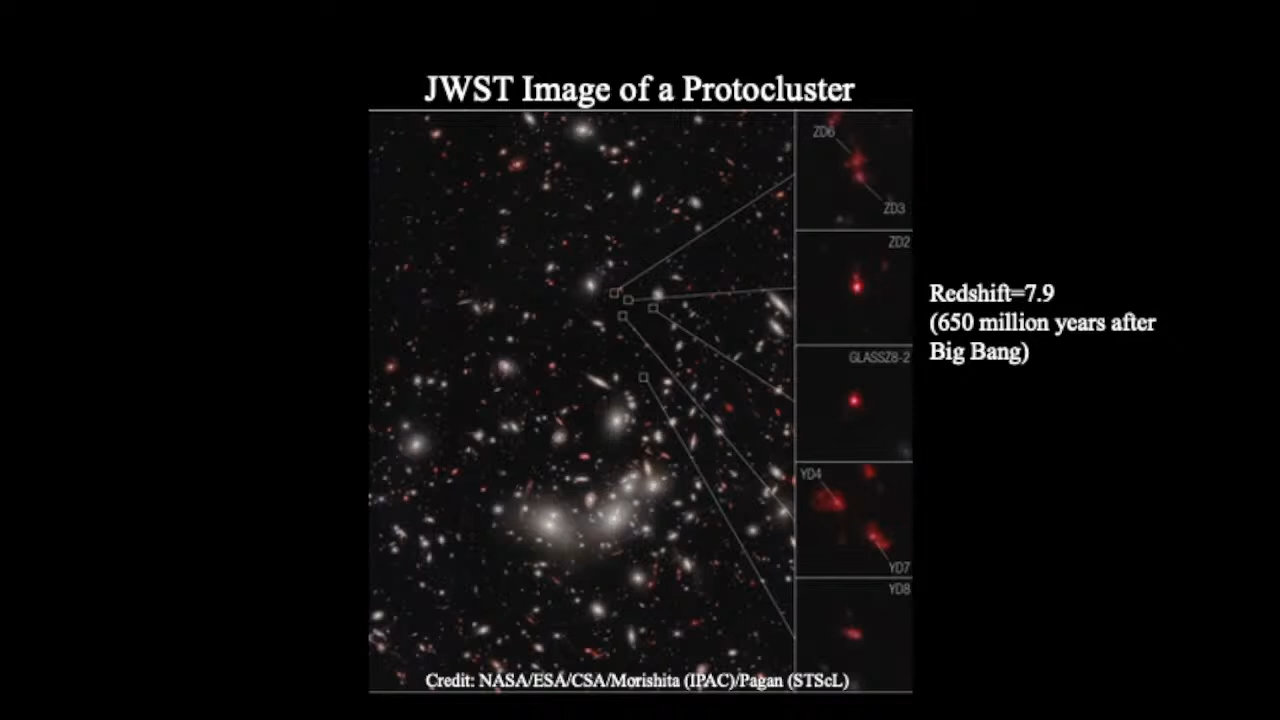 JWST Image of a Protocluster
ZD6
ZD3
ZD2
GLASSZ8-2
YD4
YD7
YD8
Redshift=7.9
(650 million years after
Big Bang)
Credit: NASA/ESA/CSA/Morishita (IPAC)/Pagan (STScL)